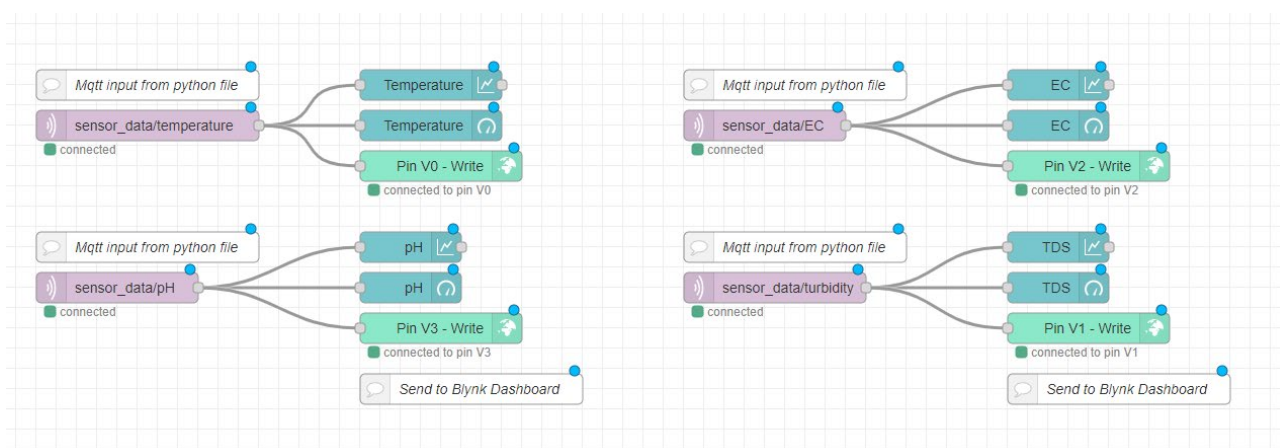 Mqtt input from python file
sensor_data/temperature
connected
Temperature
Temperature
Pin V0 - Write
connected to pin V0
Mqtt input from python file
sensor_data/EC
connected
EC
EC
Pin V2 - Write
connected to pin V2
Mqtt input from python file
sensor_data/pH
connected
pH
pH
Pin V3 - Write
connected to pin V3
Send to Blynk Dashboard
Mqtt input from python file
sensor_data/turbidity
connected
TDS
TDS
Pin V1 - Write
connected to pin V1
Send to Blynk Dashboard